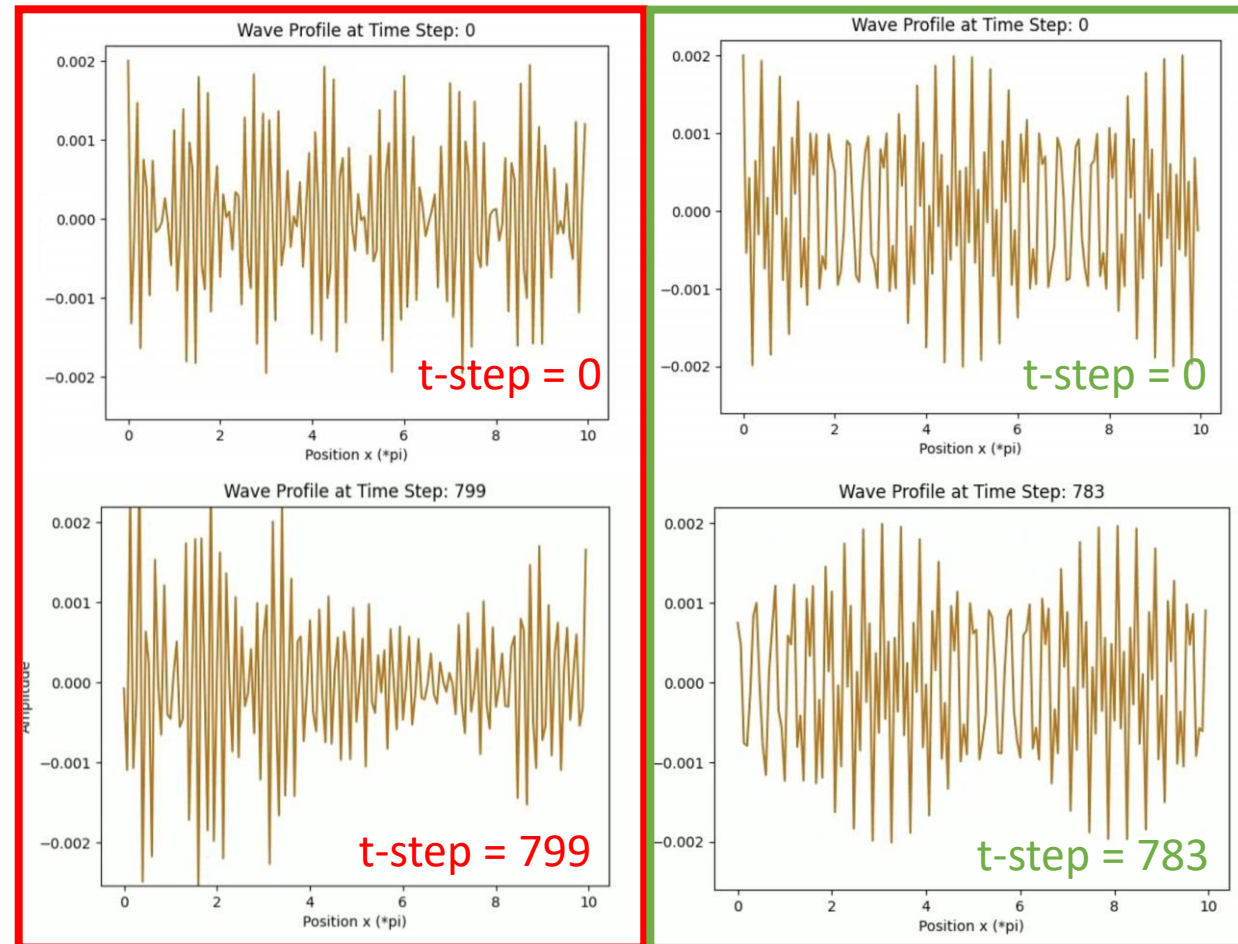 Wave Profile at Time Step: 0
0.002
0.001
0.000
−0.001
−0.002
t-step = 0
0 2 4 6 8 10
Position x (*pi)
Wave Profile at Time Step: 0
0.002
0.001
0.000
−0.001
−0.002
t-step = 0
0 2 4 6 8 10
Position x (*pi)
Wave Profile at Time Step: 799
0.002
0.001
0.000
−0.001
−0.002
Amplitude
t-step = 799
0 2 4 6 8 10
Position x (*pi)
Wave Profile at Time Step: 783
0.002
0.001
0.000
−0.001
−0.002
t-step = 783
0 2 4 6 8 10
Position x (*pi)